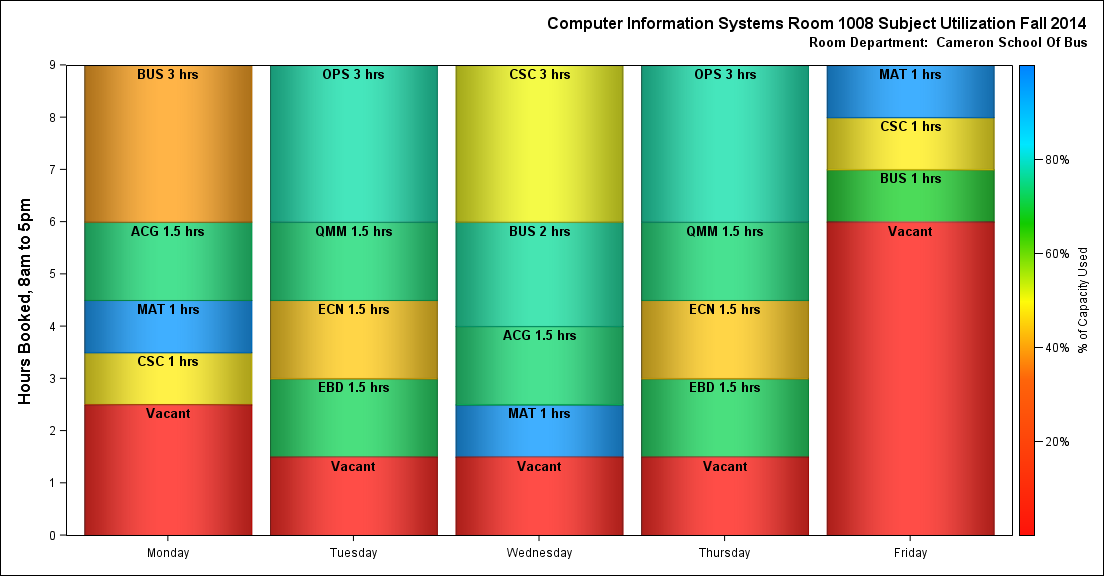 Computer Information Systems Room 1008 Subject Utilization Fall 2014
Room Department: Cameron School Of Bus
Hours Booked, 8am to 5pm
9
8
7
6
5
4
3
2
1
0
BUS 3 hrs
ACG 1.5 hrs
MAT 1 hrs
CSC 1 hrs
Vacant
OPS 3 hrs
QMM 1.5 hrs
ECN 1.5 hrs
EBD 1.5 hrs
Vacant
CSC 3 hrs
BUS 2 hrs
ACG 1.5 hrs
MAT 1 hrs
Vacant
OPS 3 hrs
QMM 1.5 hrs
ECN 1.5 hrs
EBD 1.5 hrs
Vacant
MAT 1 hrs
CSC 1 hrs
BUS 1 hrs
Vacant
Monday
Tuesday
Wednesday
Thursday
Friday
80%
60%
40%
20%
% of Capacity Used